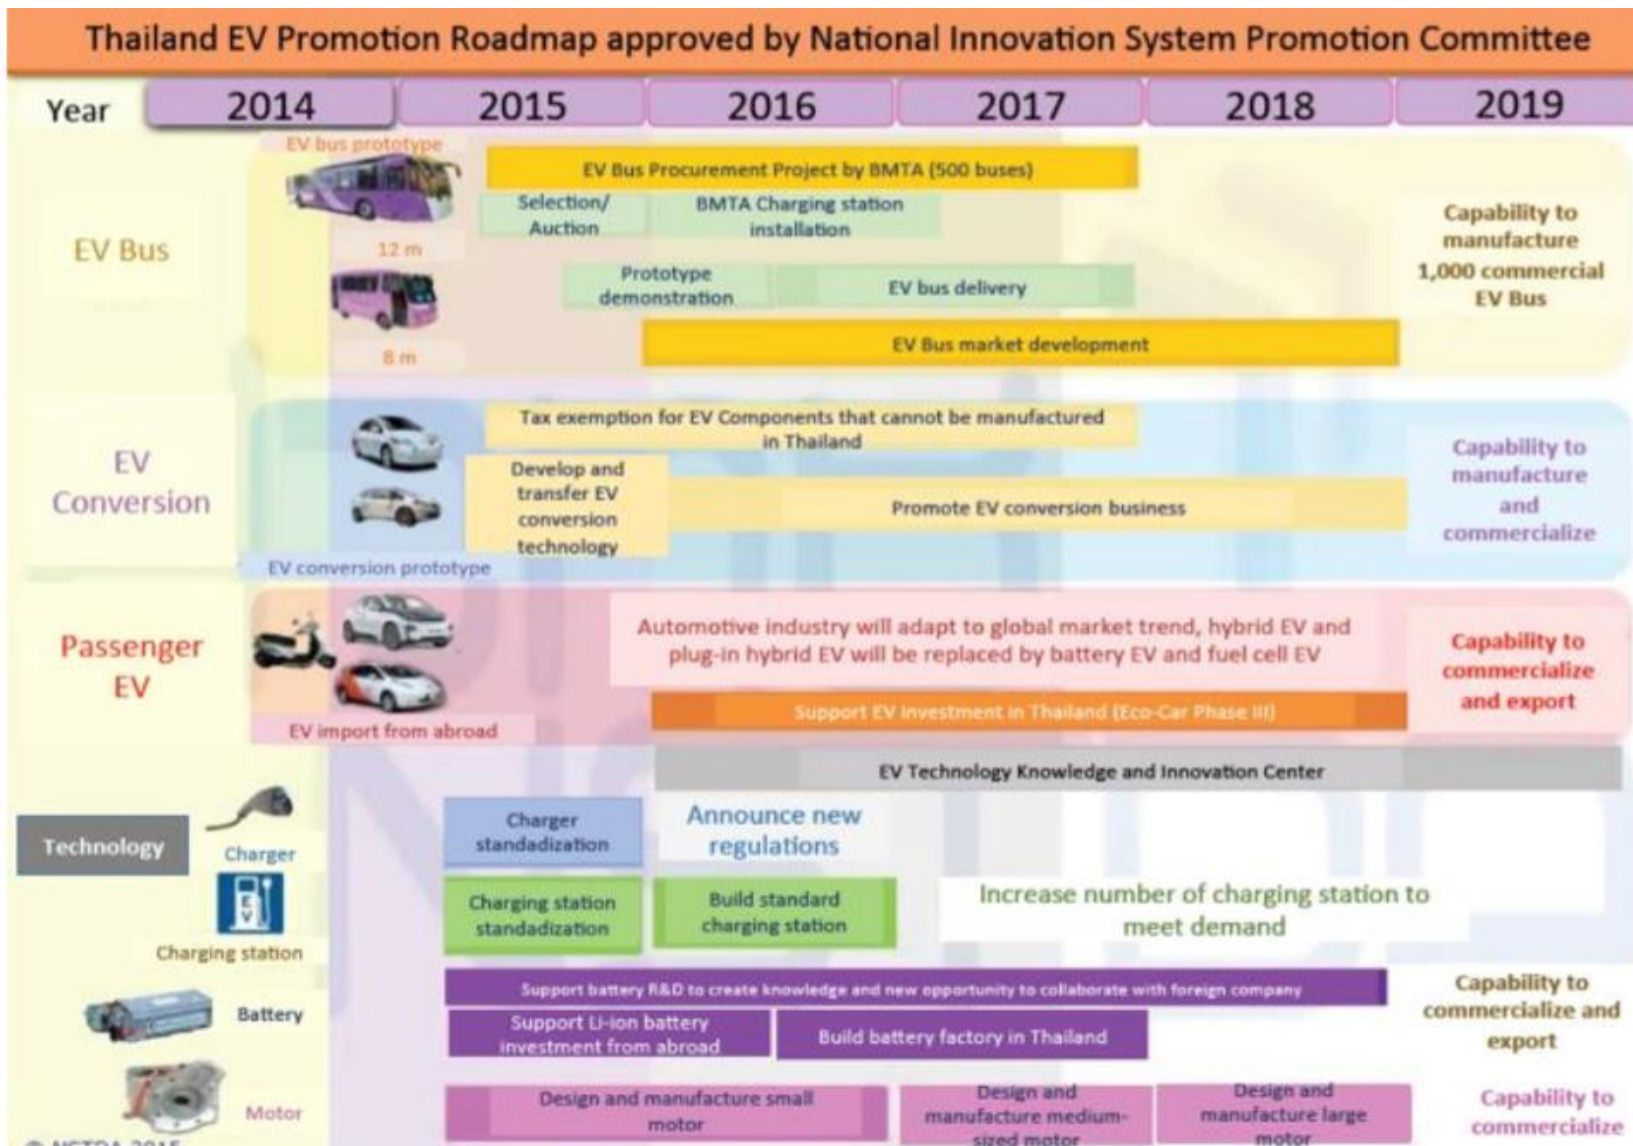 Thailand EV Promotion Roadmap approved by National Innovation System Promotion Committee
Year
2014
2015
2016
2017
2018
2019
EV Bus
EV bus prototype
12 m
8 m
EV Bus Procurement Project by BMTA (500 buses)
Selection/
Auction
BMTA Charging station
installation
Prototype
demonstration
EV bus delivery
EV Bus market development
Capability to
manufacture
1,000 commercial
EV Bus
EV
Conversion
EV conversion prototype
Tax exemption for EV Components that cannot be manufactured
in Thailand
Develop and
transfer EV
conversion
technology
Promote EV conversion business
Capability to
manufacture
and
commercialize
Passenger
EV
EV import from abroad
Automotive industry will adapt to global market trend, hybrid EV and
plug-in hybrid EV will be replaced by battery EV and fuel cell EV
Support EV investment in Thailand (Eco-Car Phase III)
Capability to
commercialize
and export
EV Technology Knowledge and Innovation Center
Technology
Charger
Charger
standadization
Announce new
regulations
EV
Charging station
Charging station
standadization
Build standard
charging station
Increase number of charging station to
meet demand
Battery
Support battery R&D to create knowledge and new opportunity to collaborate with foreign company
Support Li-ion battery
investment from abroad
Build battery factory in Thailand
Capability to
commercialize and
export
Motor
Design and manufacture small
motor
Design and
manufacture medium-
sized motor
Design and
manufacture large
motor
Capability to
commercialize
© NSTDA 2015